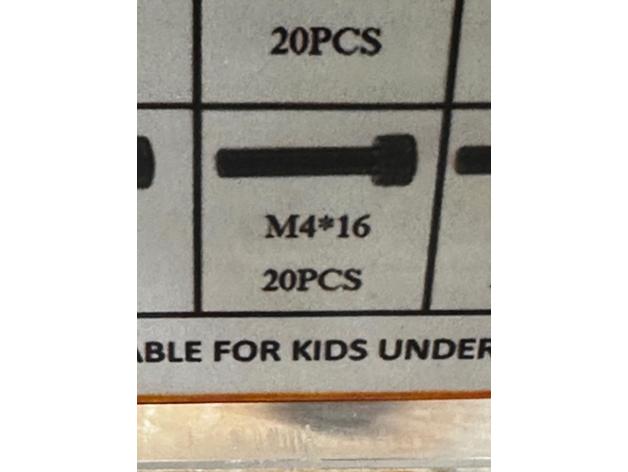 20PCS
M4*16
20PCS
ABLE FOR KIDS UNDER